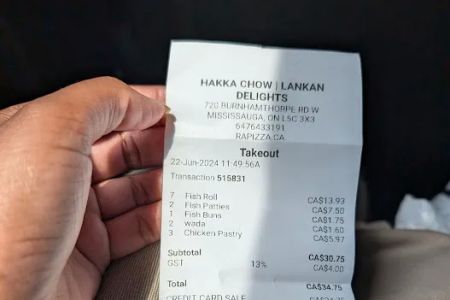 HAKKA CHOW | LANKAN
DELIGHTS
720 BURNHAMTHORPE RD W
MISSISSAUGA, ON L5C 3X3
6476433191
RAPIZZA.CA
Takeout
22-Jun-2024 11:49:56A
Transaction 515831
7 Fish Roll CA$13.93
2 Fish Patties CA$7.50
1 Fish Buns CA$1.75
2 wada CA$1.60
3 Chicken Pastry CA$5.97
Subtotal CA$30.75
GST 13% CA$4.00
Total CA$34.75
CREDIT CARD SALE